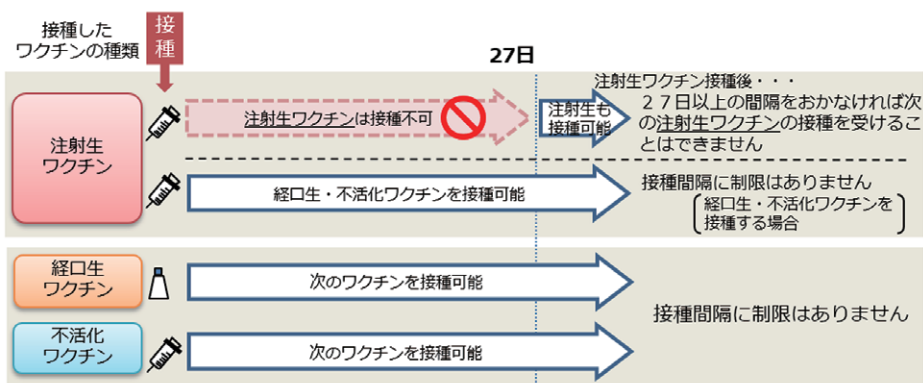 接種した
ワクチンの種類
接種
27日
注射生
ワクチン
注射生ワクチンは接種不可
注射生も
接種可能
注射生ワクチン接種後・・・
２７日以上の間隔をおかなければ次
の注射生ワクチンの接種を受けるこ
とはできません
経口生・不活化ワクチンを接種可能
接種間隔に制限はありません
経口生・不活化ワクチンを
接種する場合
経口生
ワクチン
次のワクチンを接種可能
接種間隔に制限はありません
不活化
ワクチン
次のワクチンを接種可能